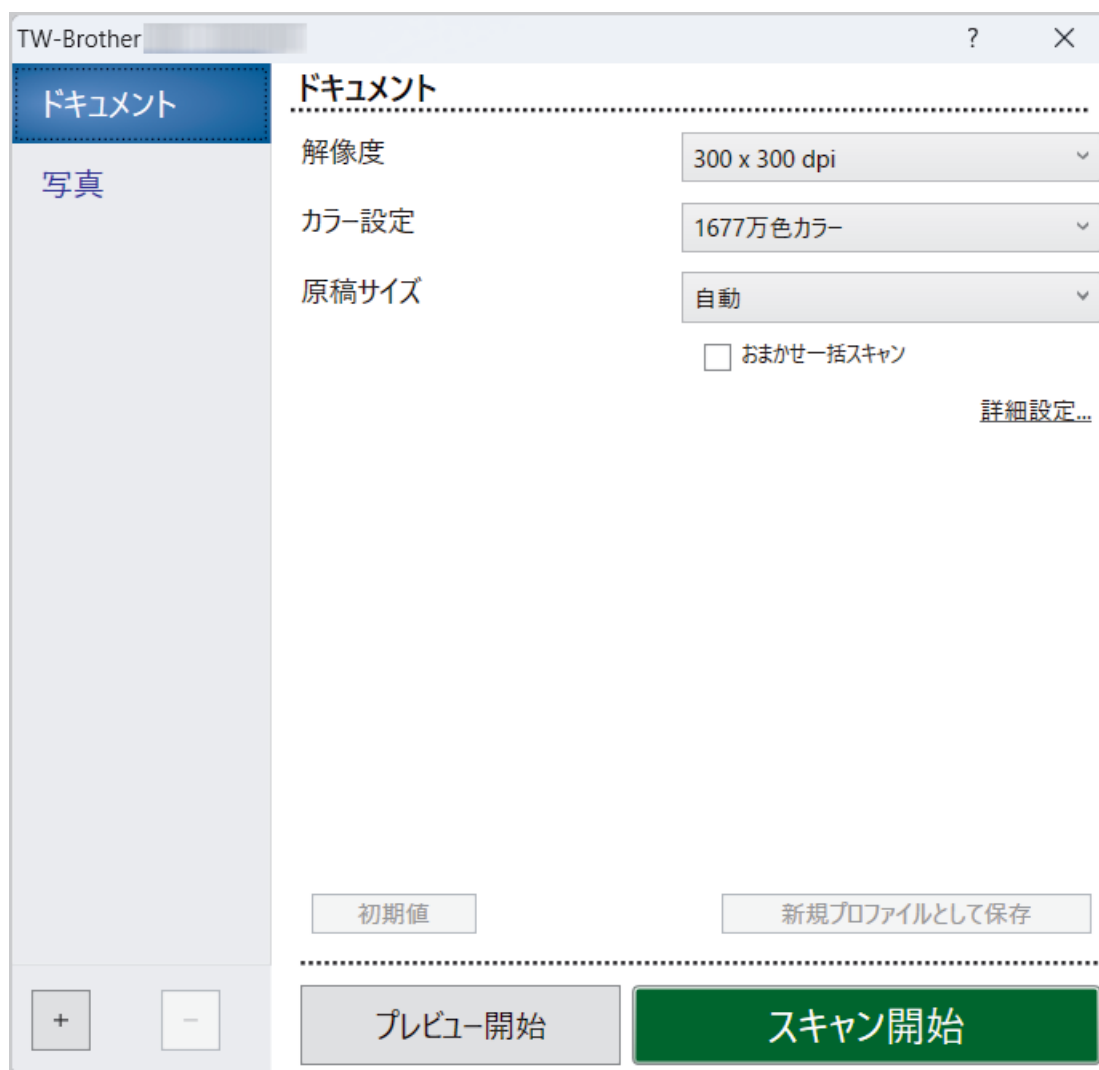 TW-Brother
?
ドキュメント
写真
ドキュメント
解像度
300 x 300 dpi
カラー設定
1677万色カラー
原稿サイズ
自動
おまかせ一括スキャン
詳細設定...
初期値
新規プロファイルとして保存
+
−
プレビュー開始
スキャン開始